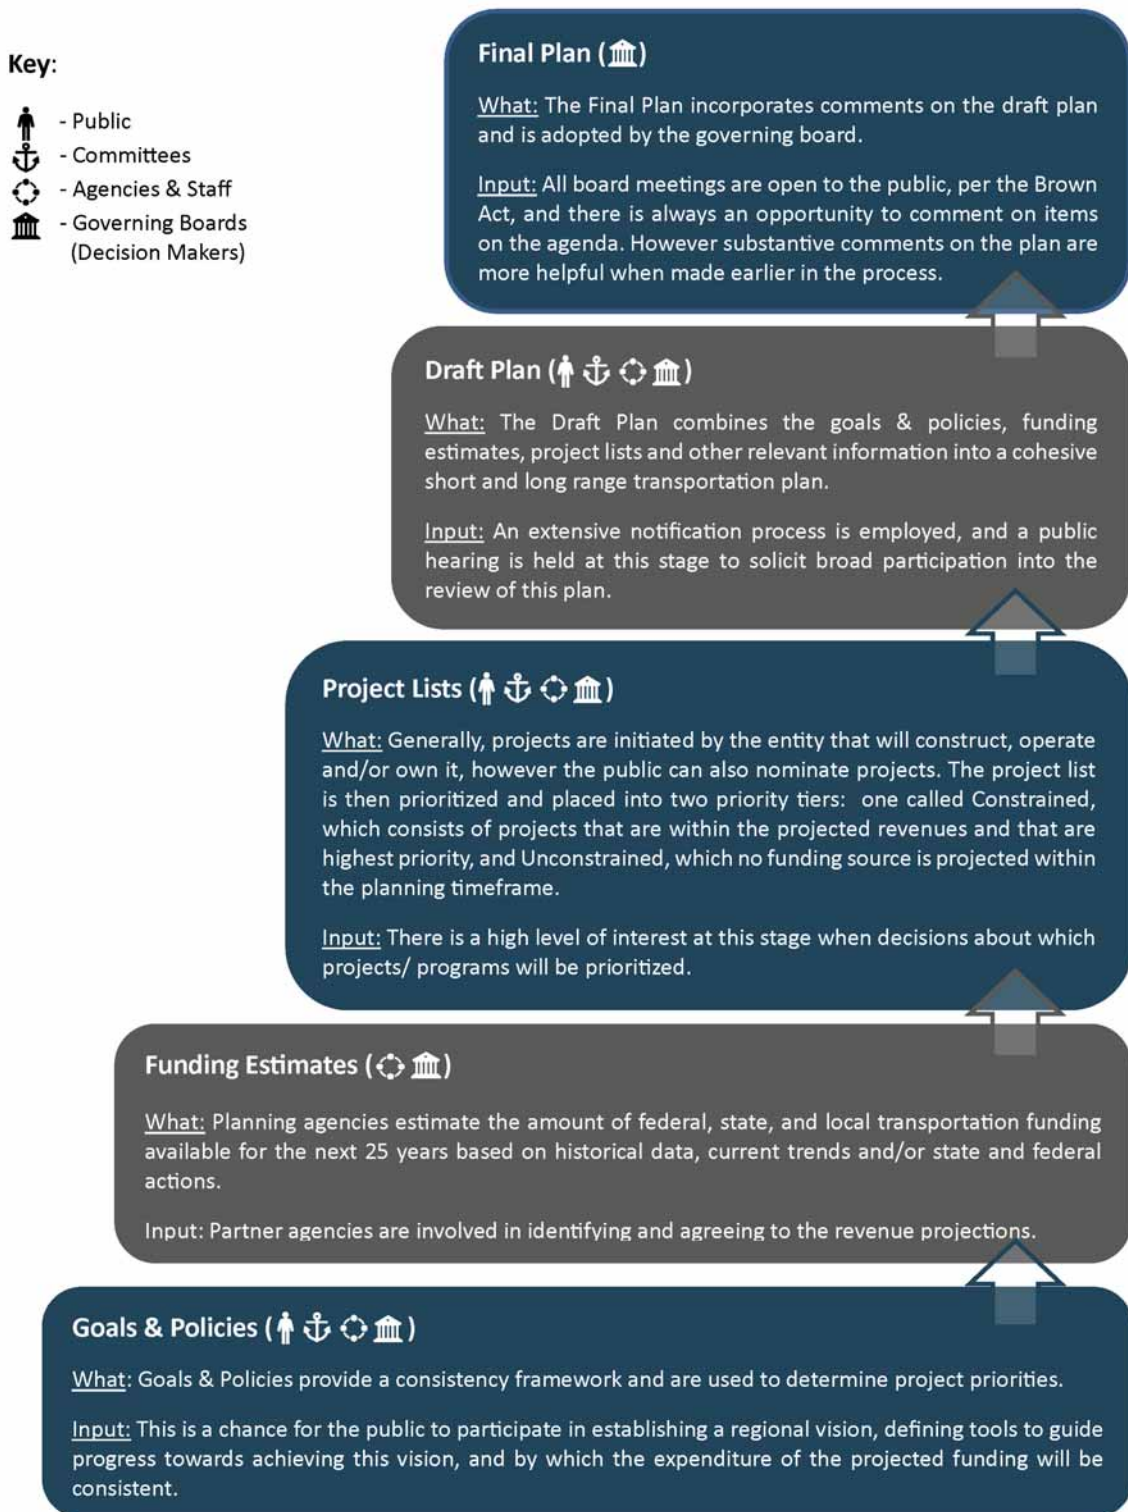 Key:
- Public
- Committees
- Agencies & Staff
- Governing Boards
(Decision Makers)
Final Plan ( )
What: The Final Plan incorporates comments on the draft plan
and is adopted by the governing board.
Input: All board meetings are open to the public, per the Brown
Act, and there is always an opportunity to comment on items
on the agenda. However substantive comments on the plan are
more helpful when made earlier in the process.
Draft Plan ( )
What: The Draft Plan combines the goals & policies, funding
estimates, project lists and other relevant information into a cohesive
short and long range transportation plan.
Input: An extensive notification process is employed, and a public
hearing is held at this stage to solicit broad participation into the
review of this plan.
Project Lists ( )
What: Generally, projects are initiated by the entity that will construct, operate
and/or own it, however the public can also nominate projects. The project list
is then prioritized and placed into two priority tiers: one called Constrained,
which consists of projects that are within the projected revenues and that are
highest priority, and Unconstrained, which no funding source is projected within
the planning timeframe.
Input: There is a high level of interest at this stage when decisions about which
projects/ programs will be prioritized.
Funding Estimates ( )
What: Planning agencies estimate the amount of federal, state, and local transportation funding
available for the next 25 years based on historical data, current trends and/or state and federal
actions.
Input: Partner agencies are involved in identifying and agreeing to the revenue projections.
Goals & Policies ( )
What: Goals & Policies provide a consistency framework and are used to determine project priorities.
Input: This is a chance for the public to participate in establishing a regional vision, defining tools to guide
progress towards achieving this vision, and by which the expenditure of the projected funding will be
consistent.